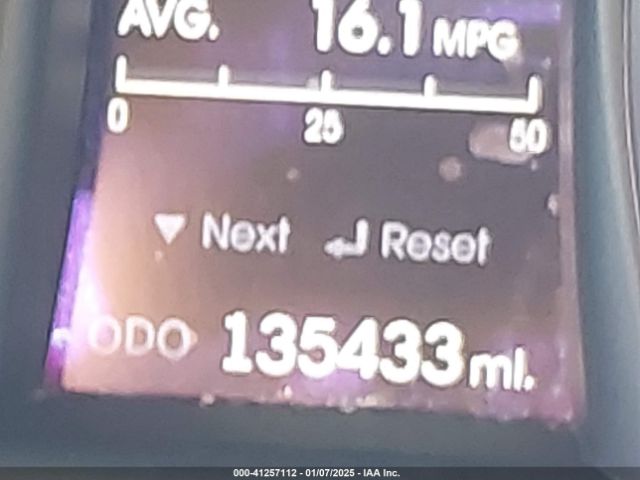 AVG. 16.1 MPG
0 25 50
▼ Next ↵ Reset
ODO 135433 mi.
000-41257112 - 01/07/2025 - IAA Inc.